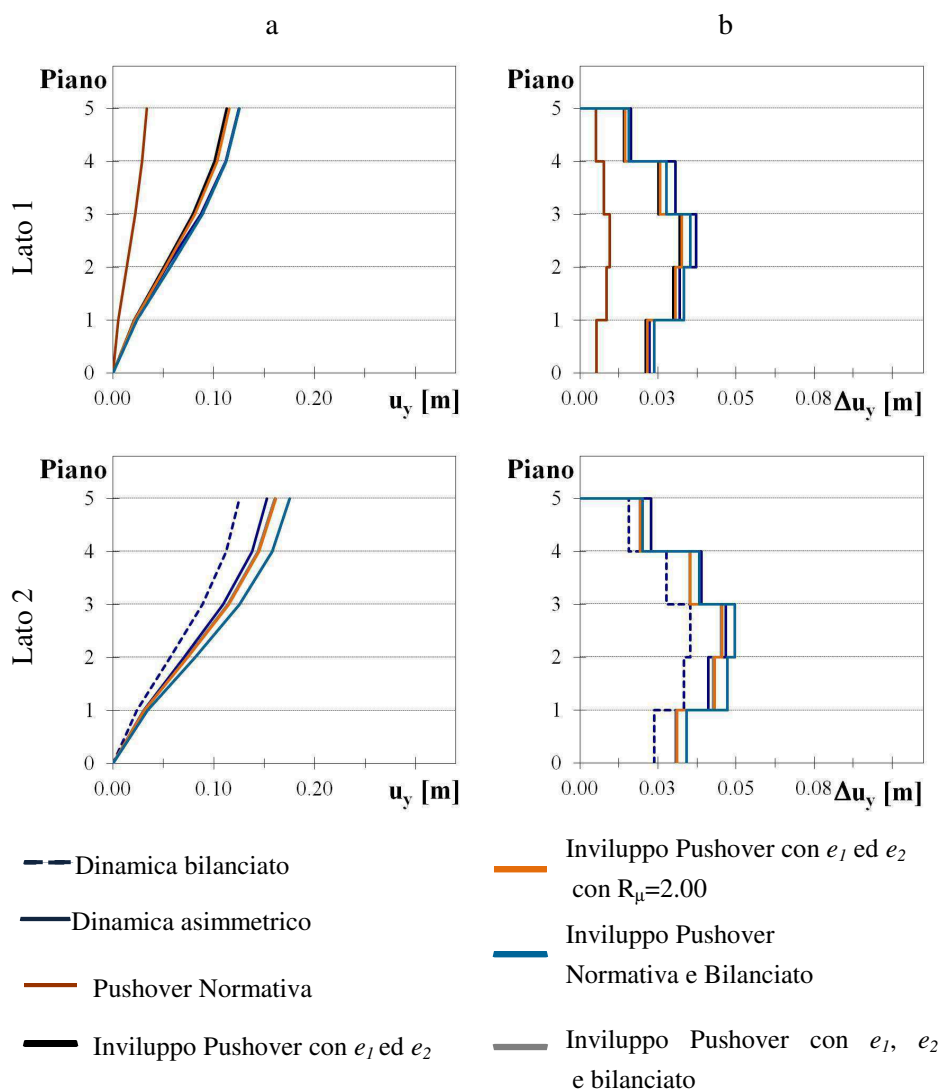 a
b
Piano
5
4
3
2
1
0
Lato 1
0.00
0.10
0.20
u_y [m]
Piano
5
4
3
2
1
0
0.00
0.03
0.05
0.08
Δu_y [m]
Piano
5
4
3
2
1
0
Lato 2
0.00
0.10
0.20
u_y [m]
Piano
5
4
3
2
1
0
0.00
0.03
0.05
0.08
Δu_y [m]
Dinamica bilanciato
Dinamica asimmetrico
Pushover Normativa
Inviluppo Pushover con e₁ ed e₂
Inviluppo Pushover con e₁ ed e₂
con R_μ=2.00
Inviluppo Pushover
Normativa e Bilanciato
Inviluppo Pushover con e₁, e₂
e bilanciato